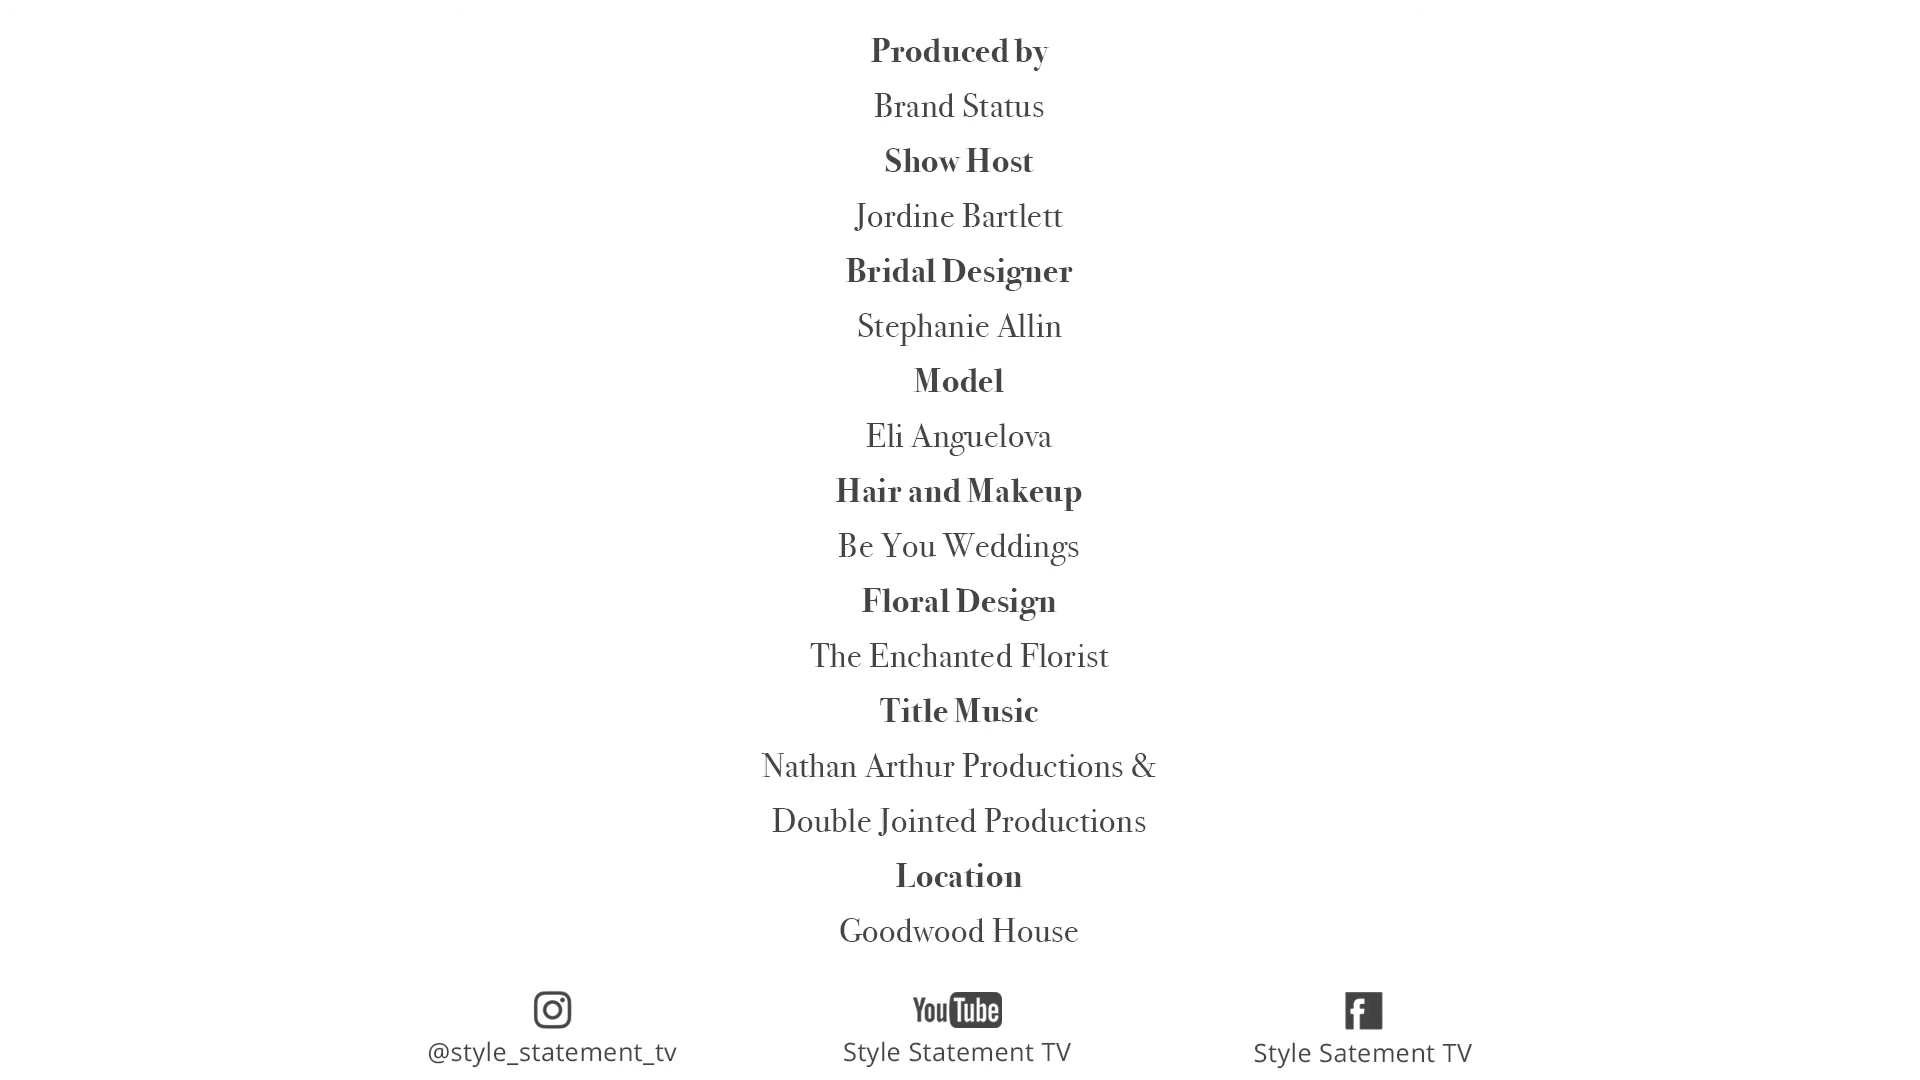 Produced by
Brand Status
Show Host
Jordine Bartlett
Bridal Designer
Stephanie Allin
Model
Eli Anguelova
Hair and Makeup
Be You Weddings
Floral Design
The Enchanted Florist
Title Music
Nathan Arthur Productions &
Double Jointed Productions
Location
Goodwood House
YouTube
@style_statement_tv
Style Statement TV
Style Satement TV